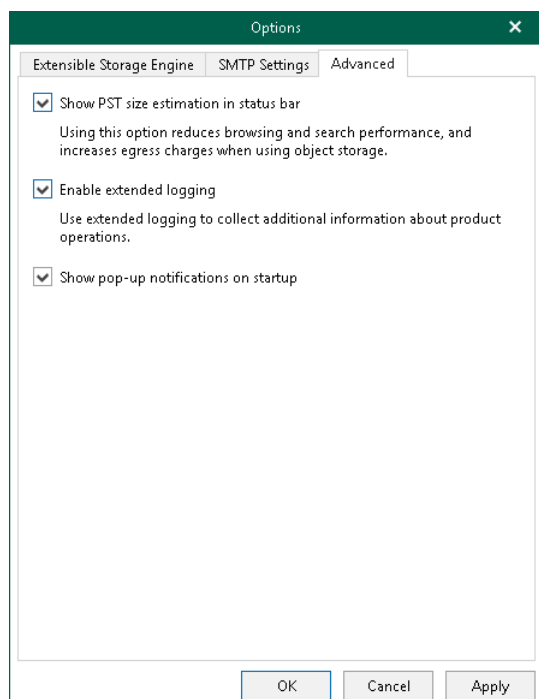 Options
Extensible Storage Engine SMTP Settings Advanced
Show PST size estimation in status bar
Using this option reduces browsing and search performance, and
increases egress charges when using object storage.
Enable extended logging
Use extended logging to collect additional information about product
operations.
Show pop-up notifications on startup
OK Cancel Apply